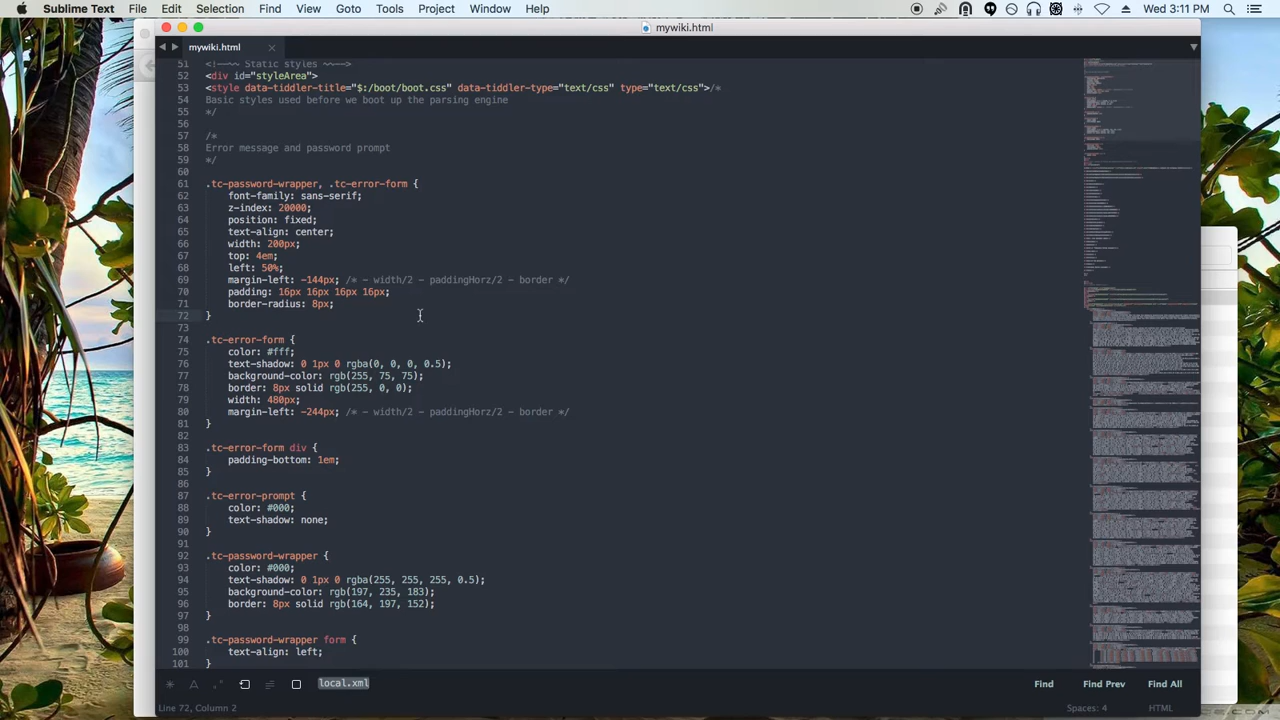 Sublime Text File Edit Selection Find View Goto Tools Project Window Help Wed 3:11 PM
mywiki.html
mywiki.html
51 <!--~~ Static styles ~~-->
52 <div id="styleArea">
53 <style data-tiddler-title="$:/boot/boot.css" data-tiddler-type="text/css" type="text/css">/*
54 Basic styles used before we boot up the parsing engine
55 */
56
57 /*
58 Error message and password prompt
59 */
60
61 .tc-password-wrapper, .tc-error-form {
62 font-family: sans-serif;
63 z-index: 20000;
64 position: fixed;
65 text-align: center;
66 width: 200px;
67 top: 4em;
68 left: 50%;
69 margin-left: -144px; /* - width/2 - paddingHorz/2 - border */
70 padding: 16px 16px 16px 16px;
71 border-radius: 8px;
72 }
73
74 .tc-error-form {
75 color: #fff;
76 text-shadow: 0 1px 0 rgba(0, 0, 0, 0.5);
77 background-color: rgb(255, 75, 75);
78 border: 8px solid rgb(255, 0, 0);
79 width: 480px;
80 margin-left: -244px; /* - width/2 - paddingHorz/2 - border */
81 }
82
83 .tc-error-form div {
84 padding-bottom: 1em;
85 }
86
87 .tc-error-prompt {
88 color: #000;
89 text-shadow: none;
90 }
91
92 .tc-password-wrapper {
93 color: #000;
94 text-shadow: 0 1px 0 rgba(255, 255, 255, 0.5);
95 background-color: rgb(197, 235, 183);
96 border: 8px solid rgb(164, 197, 152);
97 }
98
99 .tc-password-wrapper form {
100 text-align: left;
101 }
local.xml Find Find Prev Find All
Line 72, Column 2 Spaces: 4 HTML